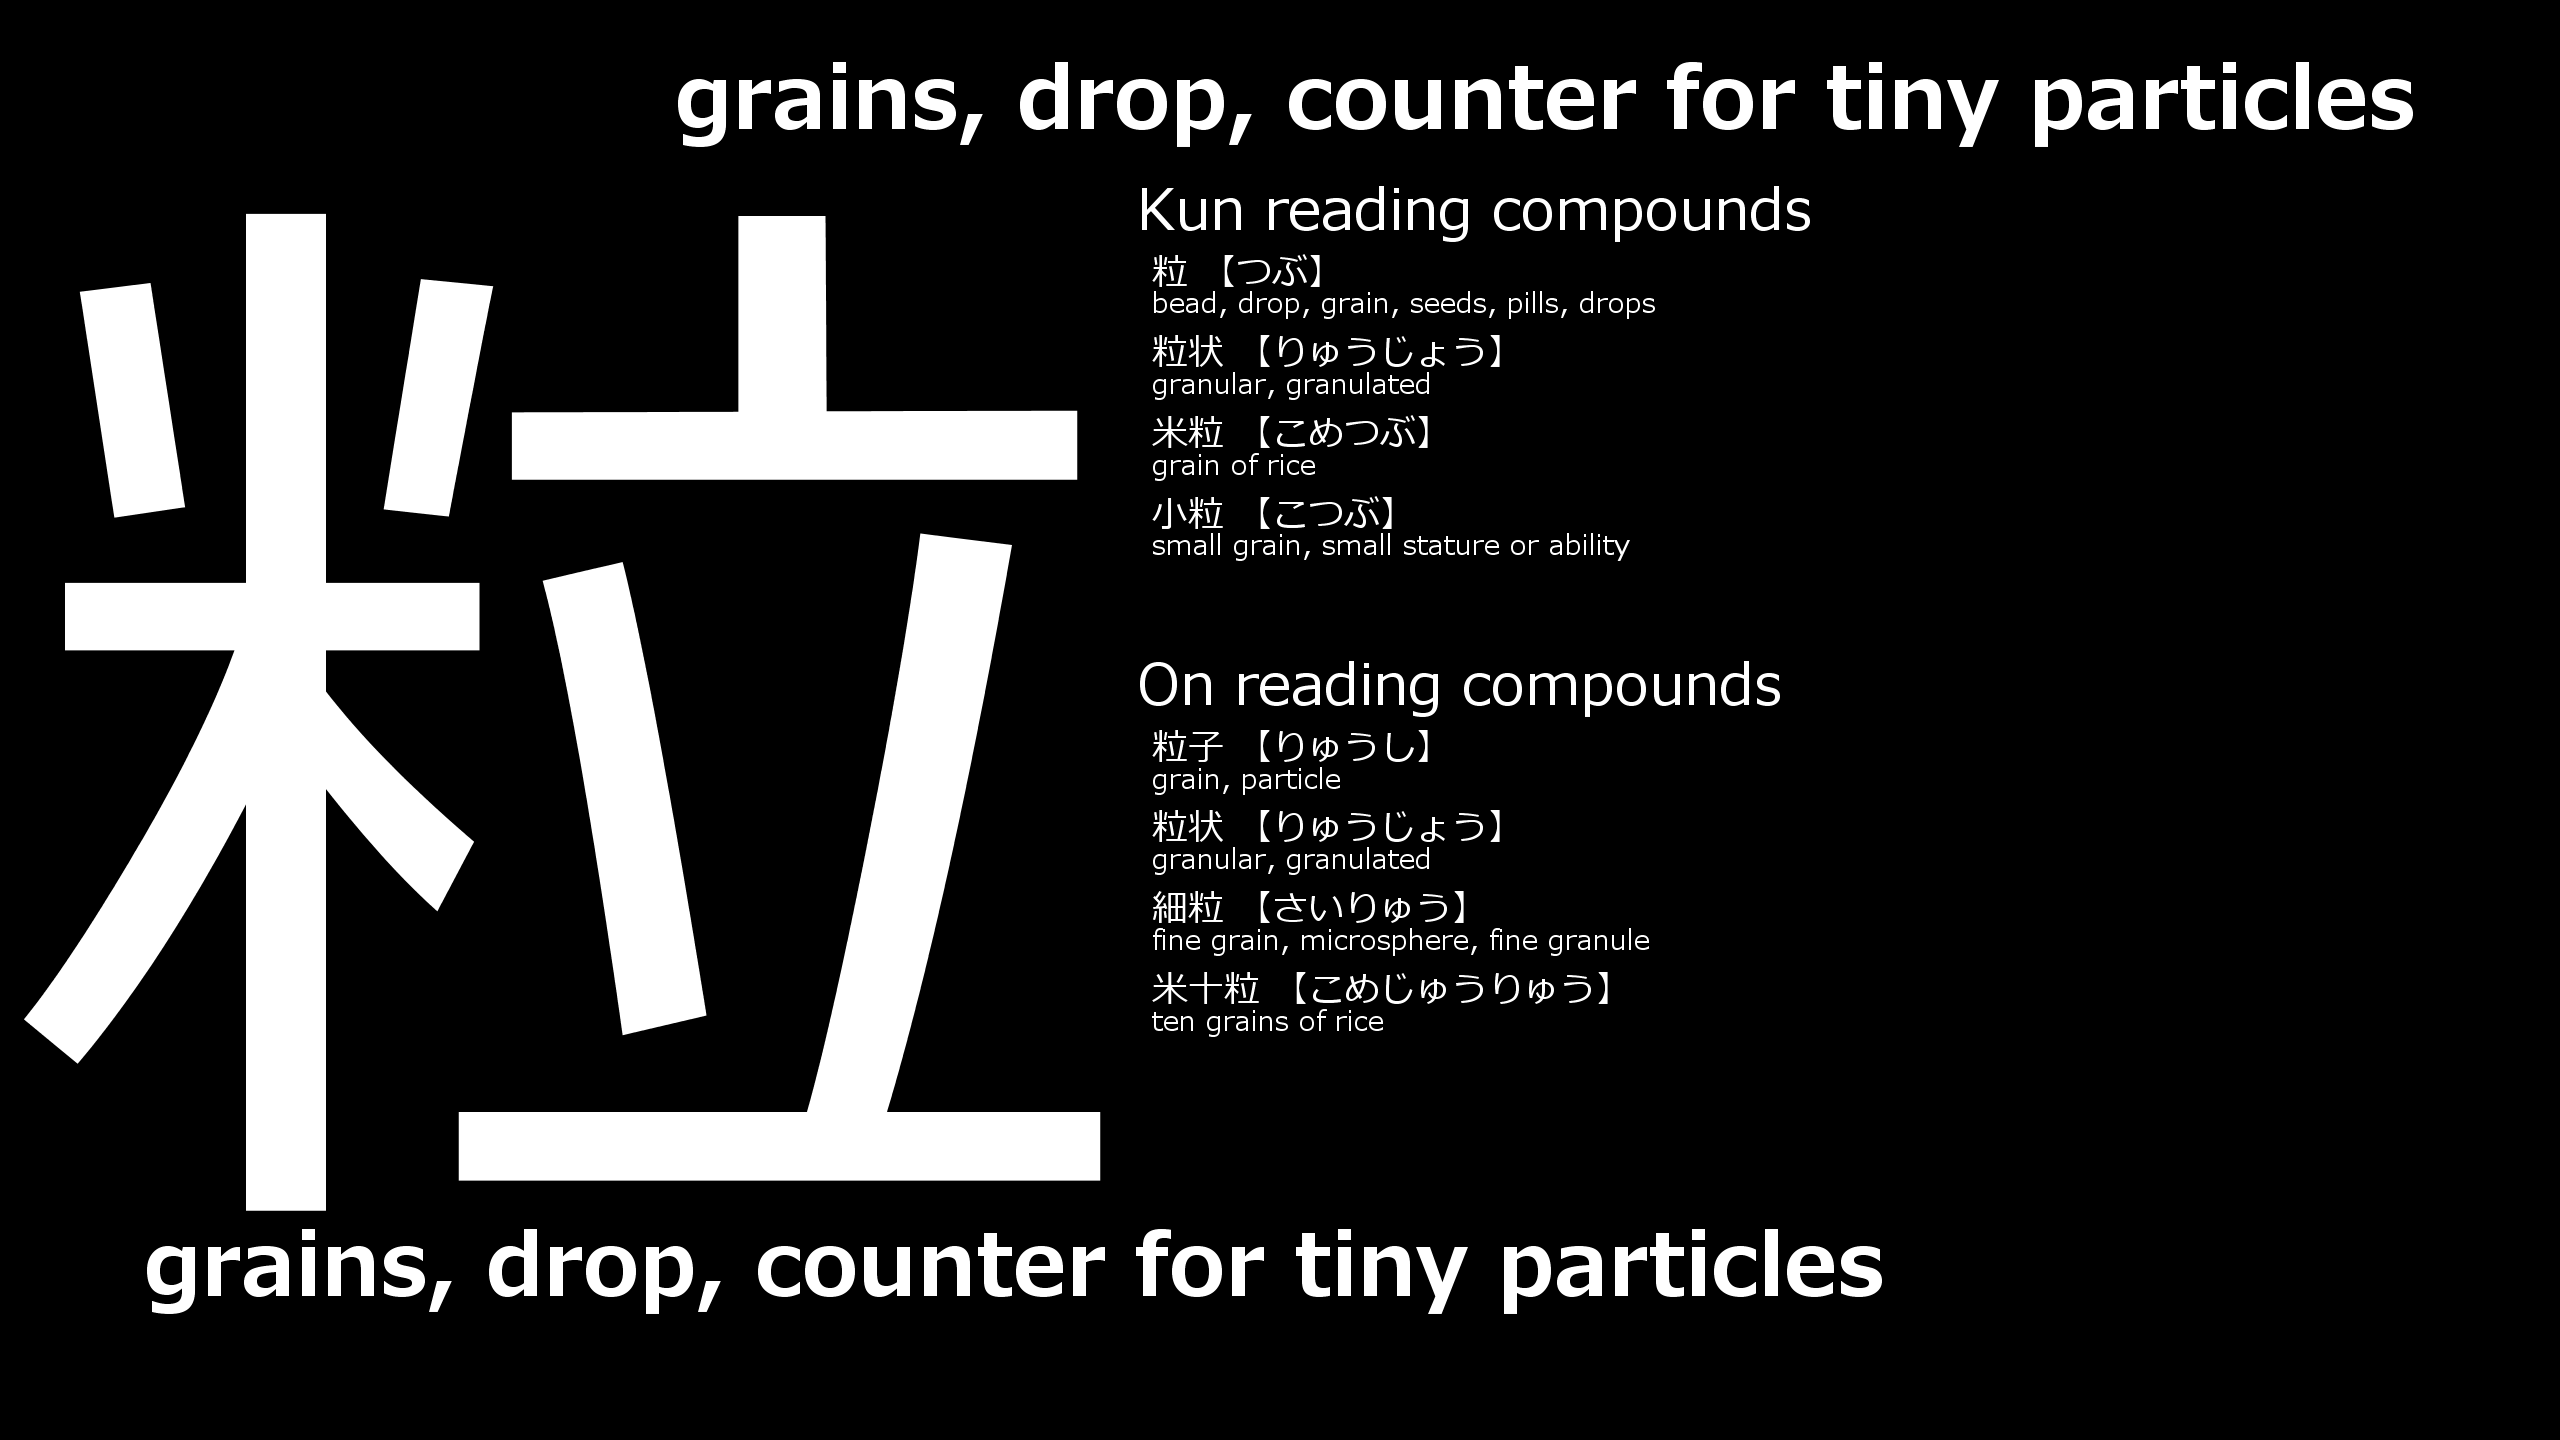 grains, drop, counter for tiny particles
粒
Kun reading compounds
粒 【つぶ】
bead, drop, grain, seeds, pills, drops
粒状 【りゅうじょう】
granular, granulated
米粒 【こめつぶ】
grain of rice
小粒 【こつぶ】
small grain, small stature or ability
On reading compounds
粒子 【りゅうし】
grain, particle
粒状 【りゅうじょう】
granular, granulated
細粒 【さいりゅう】
fine grain, microsphere, fine granule
米十粒 【こめじゅうりゅう】
ten grains of rice
grains, drop, counter for tiny particles